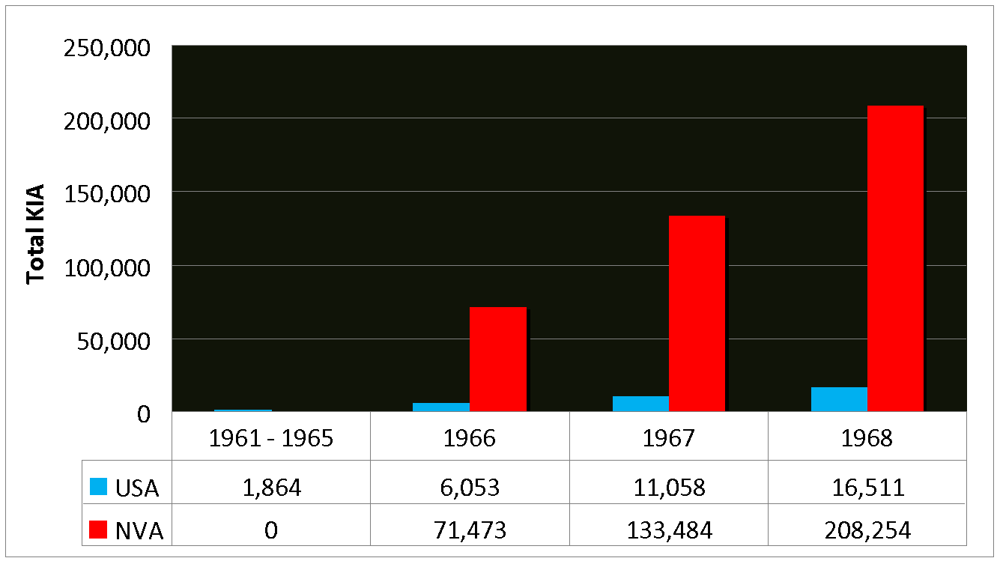 250,000
200,000
150,000
100,000
50,000
0
Total KIA
1961 - 1965 1966 1967 1968
USA 1,864 6,053 11,058 16,511
NVA 0 71,473 133,484 208,254